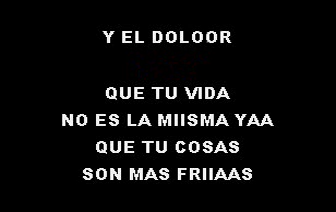 Y EL DOLOOR
QUE TU VIDA
NO ES LA MIISMA YAA
QUE TU COSAS
SON MAS FRIIAAS